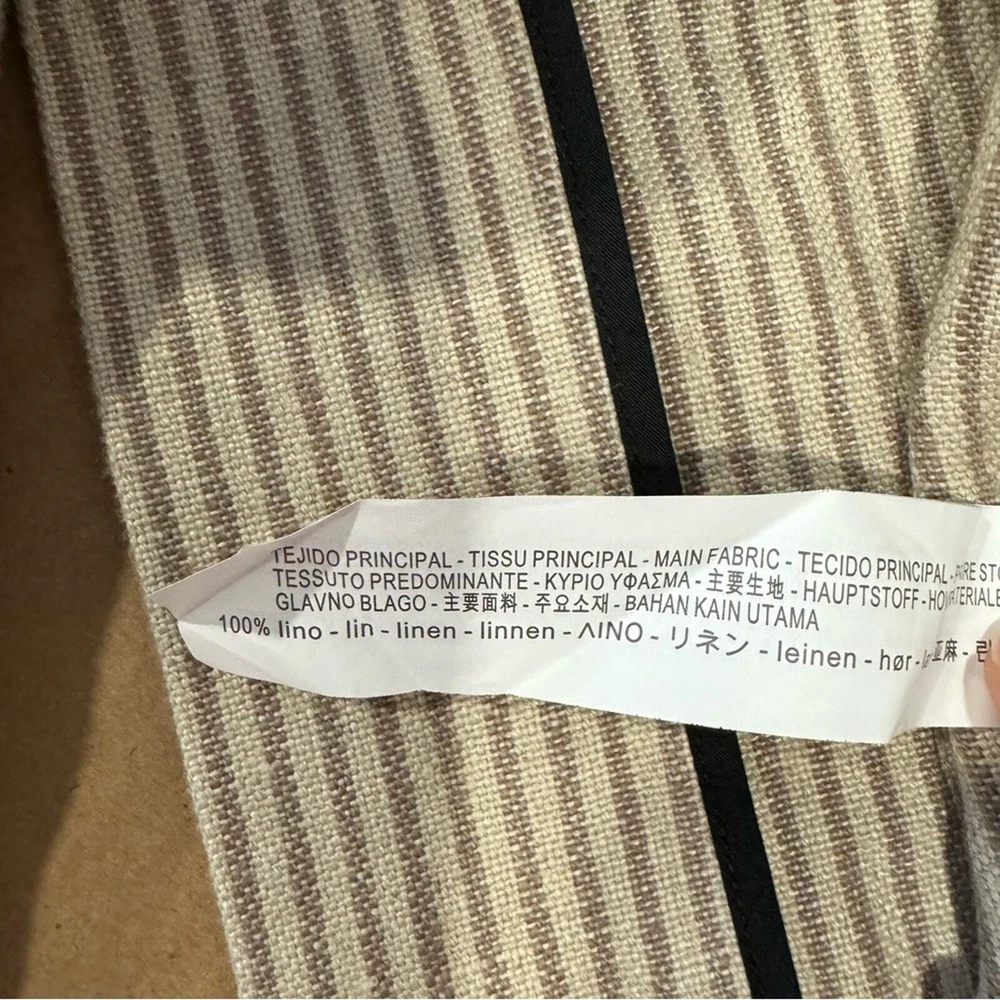 TEJIDO PRINCIPAL - TISSU PRINCIPAL - MAIN FABRIC - TECIDO PRINCIPAL -
TESSUTO PREDOMINANTE - ΚΥΡΙΟ ΥΦΑΣΜΑ - 主要生地 - HAUPTSTOFF -
GLAVNO BLAGO - 主要面料 - 주요소재 - BAHAN KAIN UTAMA
100% lino - lin - linen - linnen - ΛΙΝΟ - リネン - leinen - hør - 亚麻 -